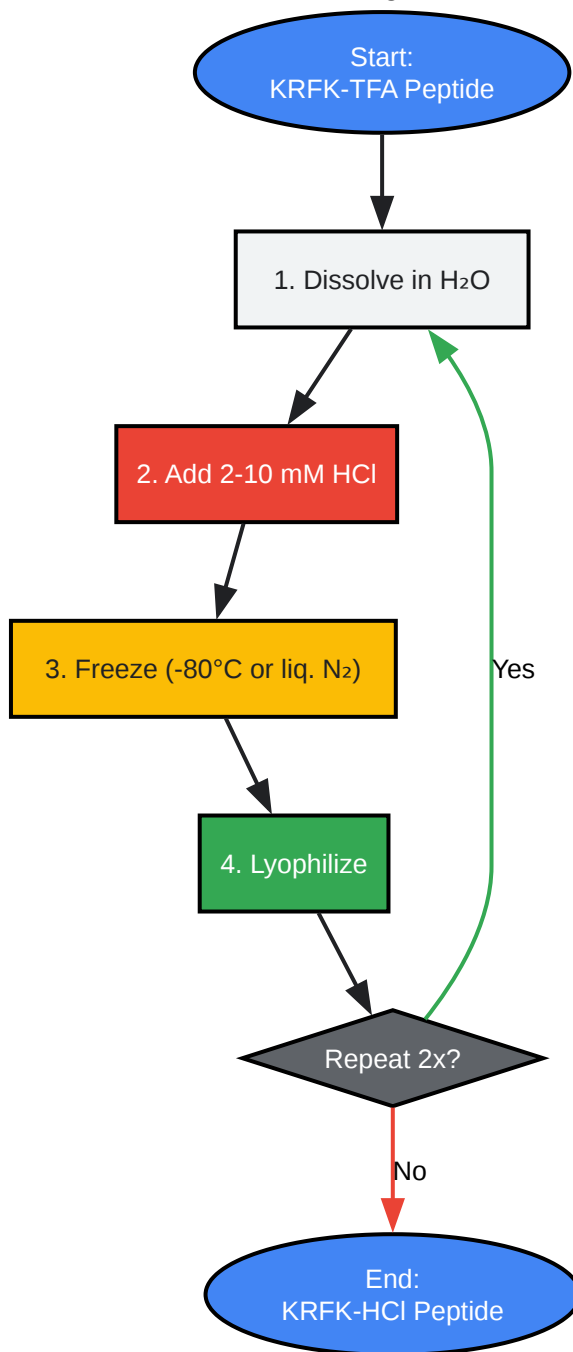 Start:
KRFK-TFA Peptide
1. Dissolve in H₂O
2. Add 2-10 mM HCl
3. Freeze (-80°C or liq. N₂)
Yes
4. Lyophilize
Repeat 2x?
No
End:
KRFK-HCl Peptide